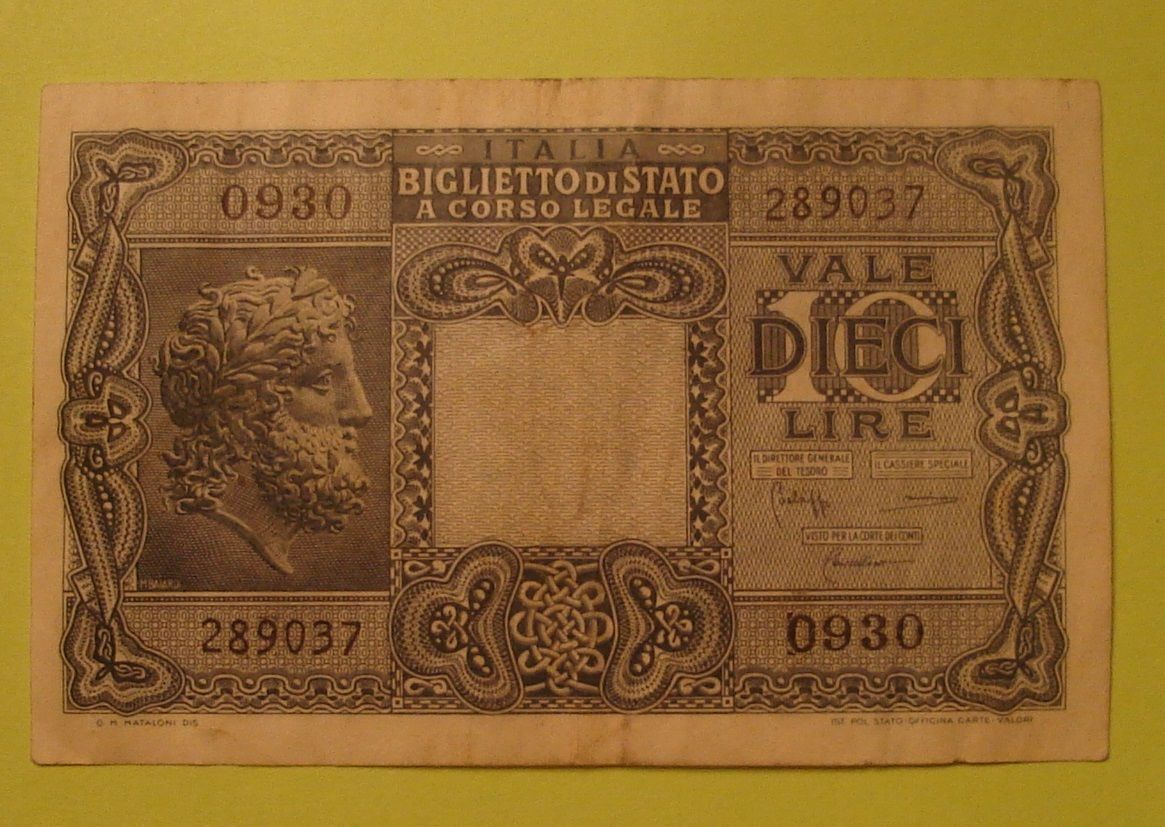 ITALIA
BIGLIETTO DI STATO
A CORSO LEGALE
0930
289037
VALE
10
DIECI
LIRE
IL DIRETTORE GENERALE
DEL TESORO
IL CASSIERE SPECIALE
VISTO PER LA CORTE DEI CONTI
289037
0930
G. M. MATALONI DIS
IST. POL. STATO-OFFICINA CARTE-VALORI